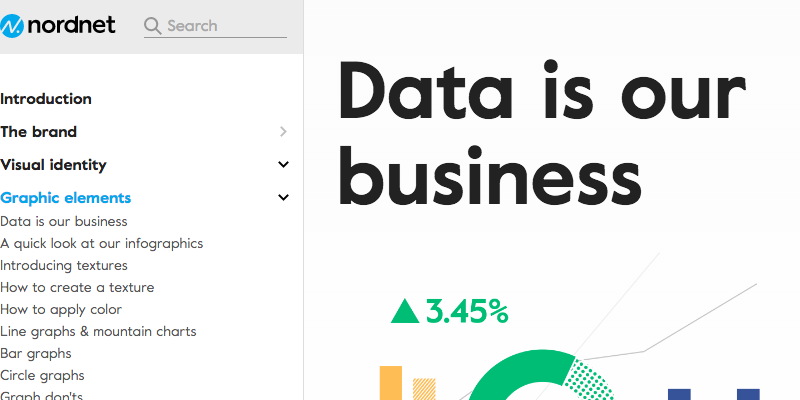 nordnet
Search
Introduction
The brand
Visual identity
Graphic elements
Data is our business
A quick look at our infographics
Introducing textures
How to create a texture
How to apply color
Line graphs & mountain charts
Bar graphs
Circle graphs
Graph don'ts
Data is our
business
3.45%